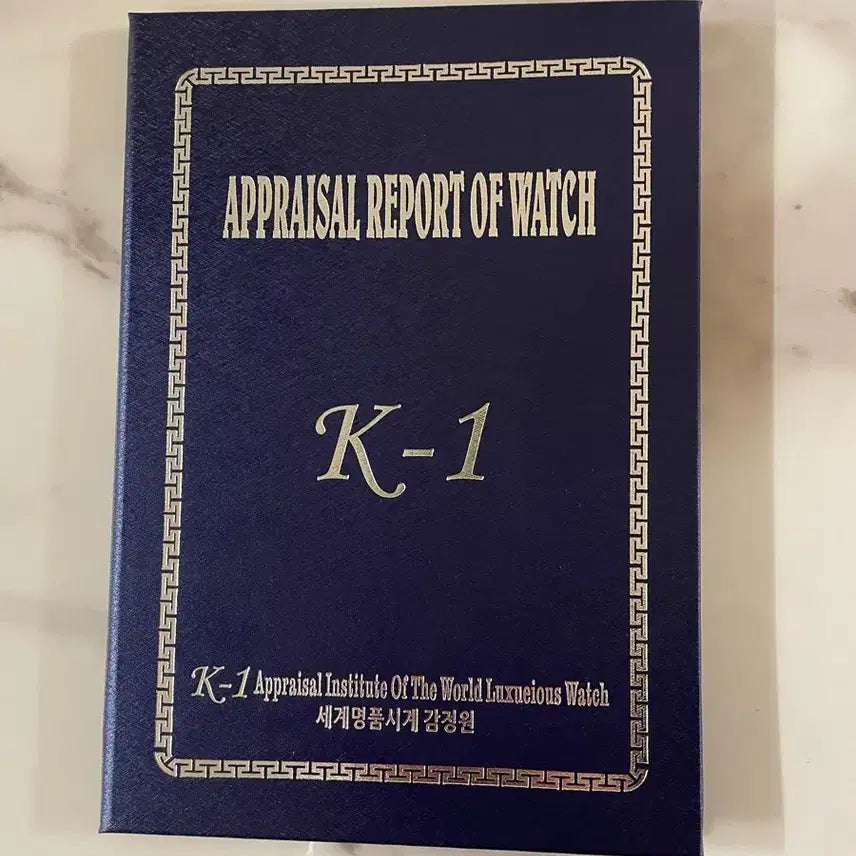 APPRAISAL REPORT OF WATCH
K-1
K-1 Appraisal Institute Of The World Luxueious Watch
세계명품시계 감정원